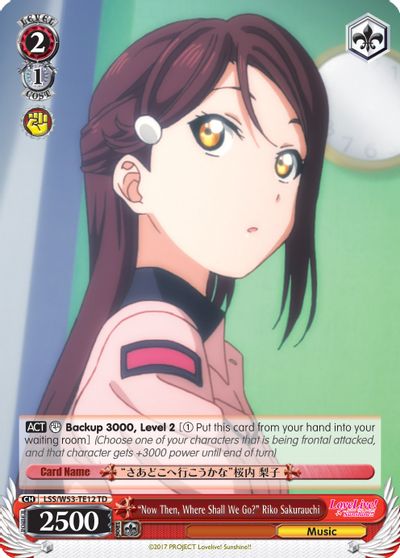 LEVEL
2
1
COST
7 6
ACT Backup 3000, Level 2 [① Put this card from your hand into your
waiting room] (Choose one of your characters that is being frontal attacked,
and that character gets +3000 power until end of turn)
Card Name
“さあどこへ行こうかな”桜内 梨子
CH LSS/W53-TE12 TD
2500
"Now Then, Where Shall We Go?" Riko Sakurauchi
LoveLive!
Sunshine!!
Music
©2017 PROJECT Lovelive! Sunshine!!